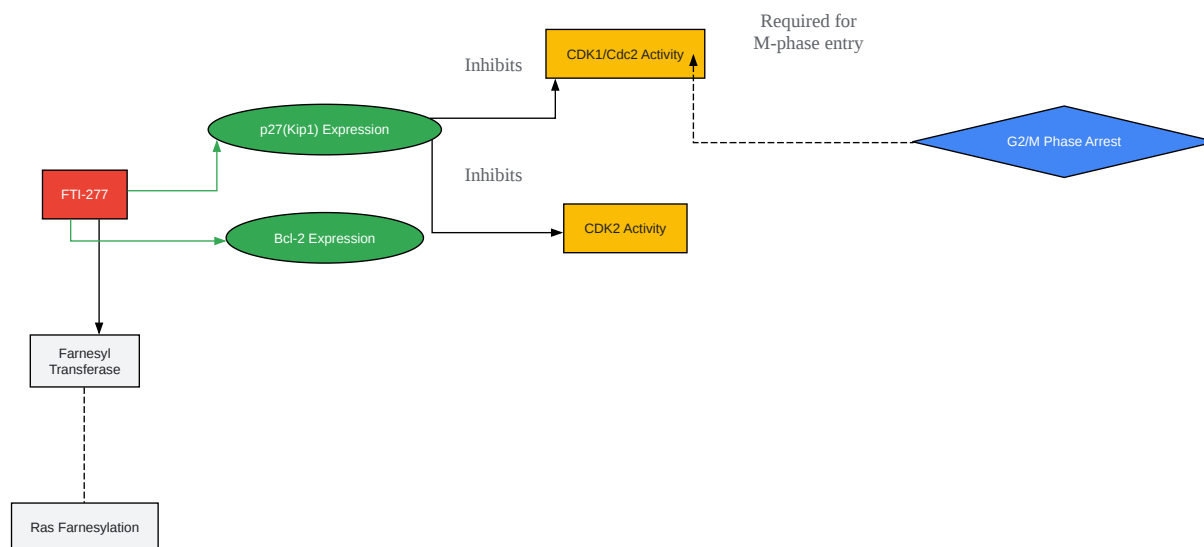 Required for
M-phase entry
CDK1/Cdc2 Activity
Inhibits
p27(Kip1) Expression
G2/M Phase Arrest
Inhibits
FTI-277
CDK2 Activity
Bcl-2 Expression
Farnesyl
Transferase
Ras Farnesylation